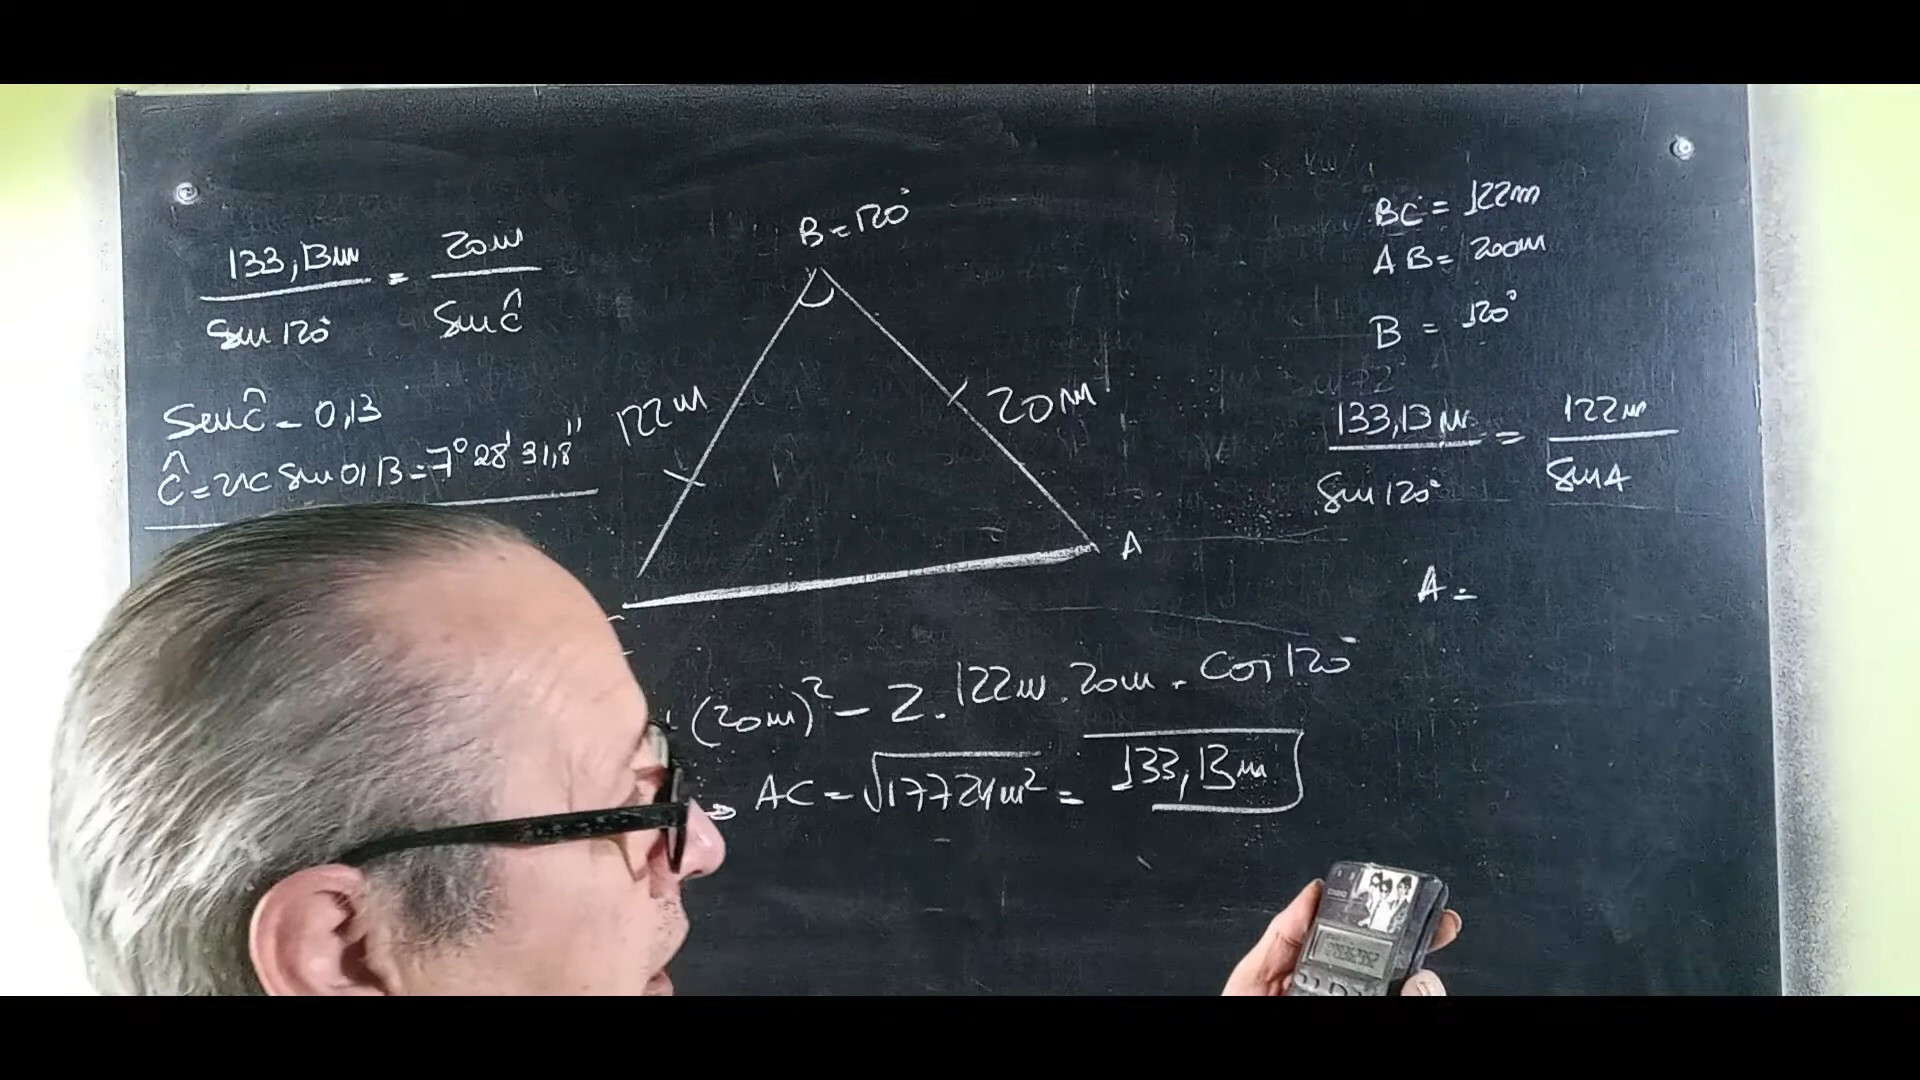 133,13m = 20m
sen 120° sen Ĉ
sen Ĉ = 0,13
Ĉ = arc sen 0,13 = 7° 28' 31,8''
B = 120°
122m
20m
A
BC = 122m
AB = 200m
B = 120°
133,13m = 122m
sen 120° sen A
A =
(20m)² - 2 . 122m . 20m . cos 120°
→ AC = √17724m² = 133,13m